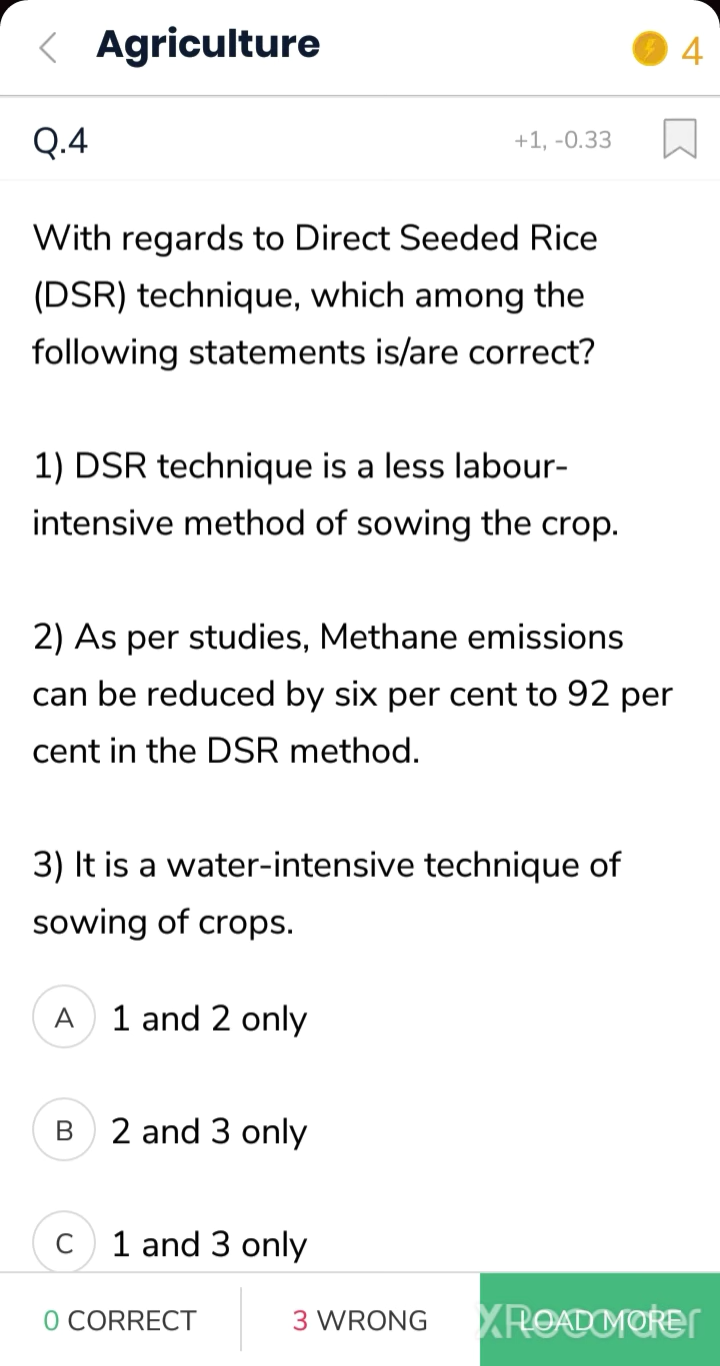 Agriculture
4
Q.4
+1, -0.33
With regards to Direct Seeded Rice
(DSR) technique, which among the
following statements is/are correct?
1) DSR technique is a less labour-
intensive method of sowing the crop.
2) As per studies, Methane emissions
can be reduced by six per cent to 92 per
cent in the DSR method.
3) It is a water-intensive technique of
sowing of crops.
A 1 and 2 only
B 2 and 3 only
C 1 and 3 only
0 CORRECT
3 WRONG
LOAD MORE
XRecorder